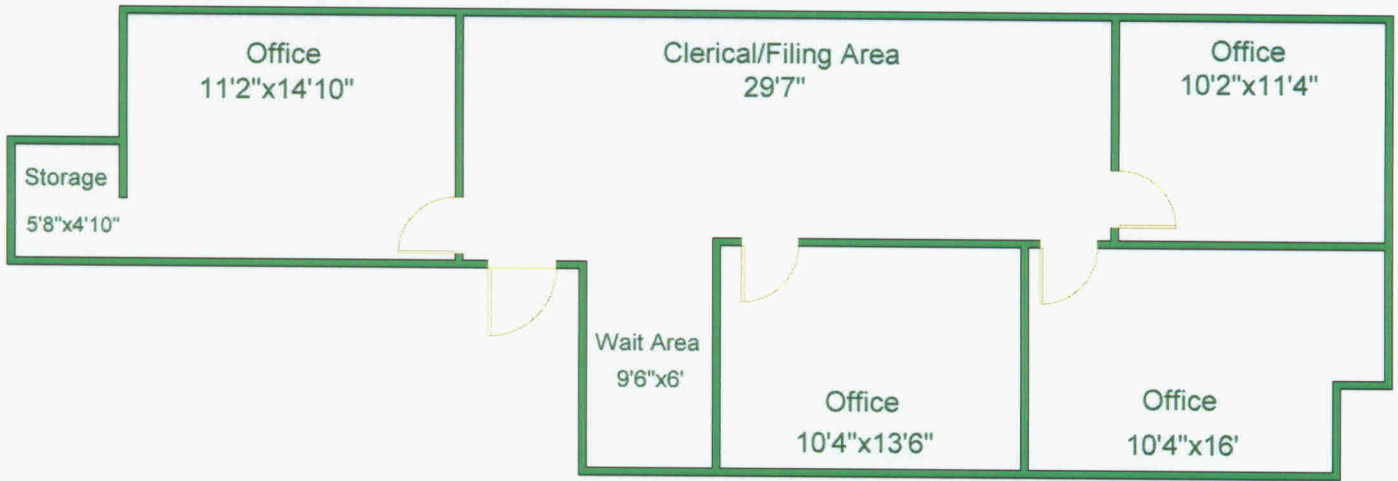 Office
11'2"x14'10"
Clerical/Filing Area
29'7"
Office
10'2"x11'4"
Storage
5'8"x4'10"
Wait Area
9'6"x6'
Office
10'4"x13'6"
Office
10'4"x16'